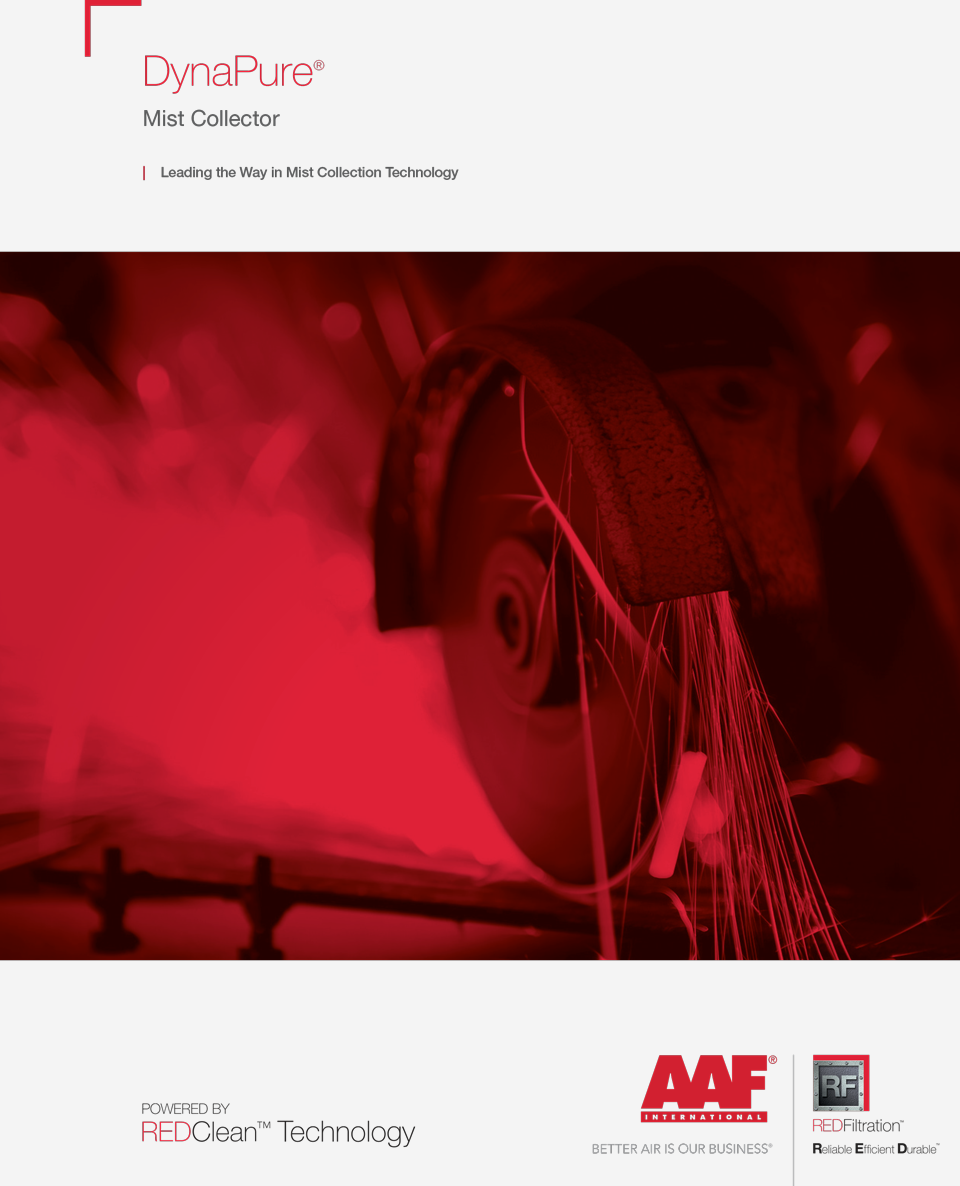 DynaPure®
Mist Collector
Leading the Way in Mist Collection Technology
POWERED BY
REDClean™ Technology
AAF®
INTERNATIONAL
BETTER AIR IS OUR BUSINESS®
RF
REDFiltration™
Reliable Efficient Durable™